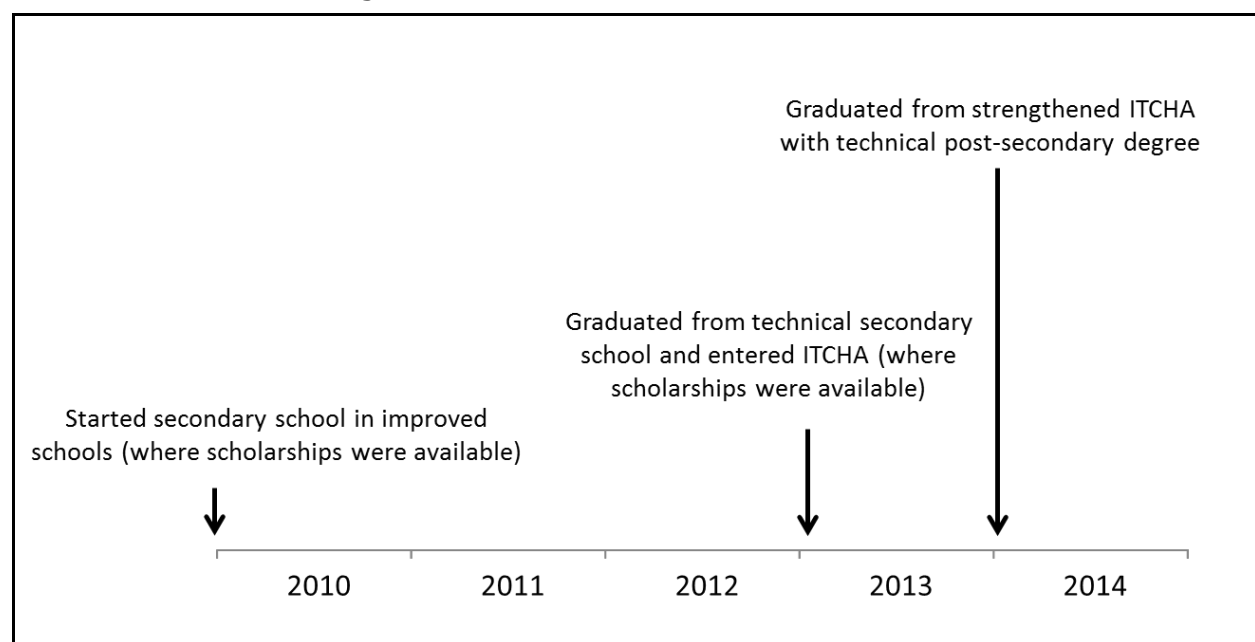 Graduated from strengthened ITCHA
with technical post-secondary degree
Graduated from technical secondary
school and entered ITCHA (where
scholarships were available)
Started secondary school in improved
schools (where scholarships were available)
2010 2011 2012 2013 2014